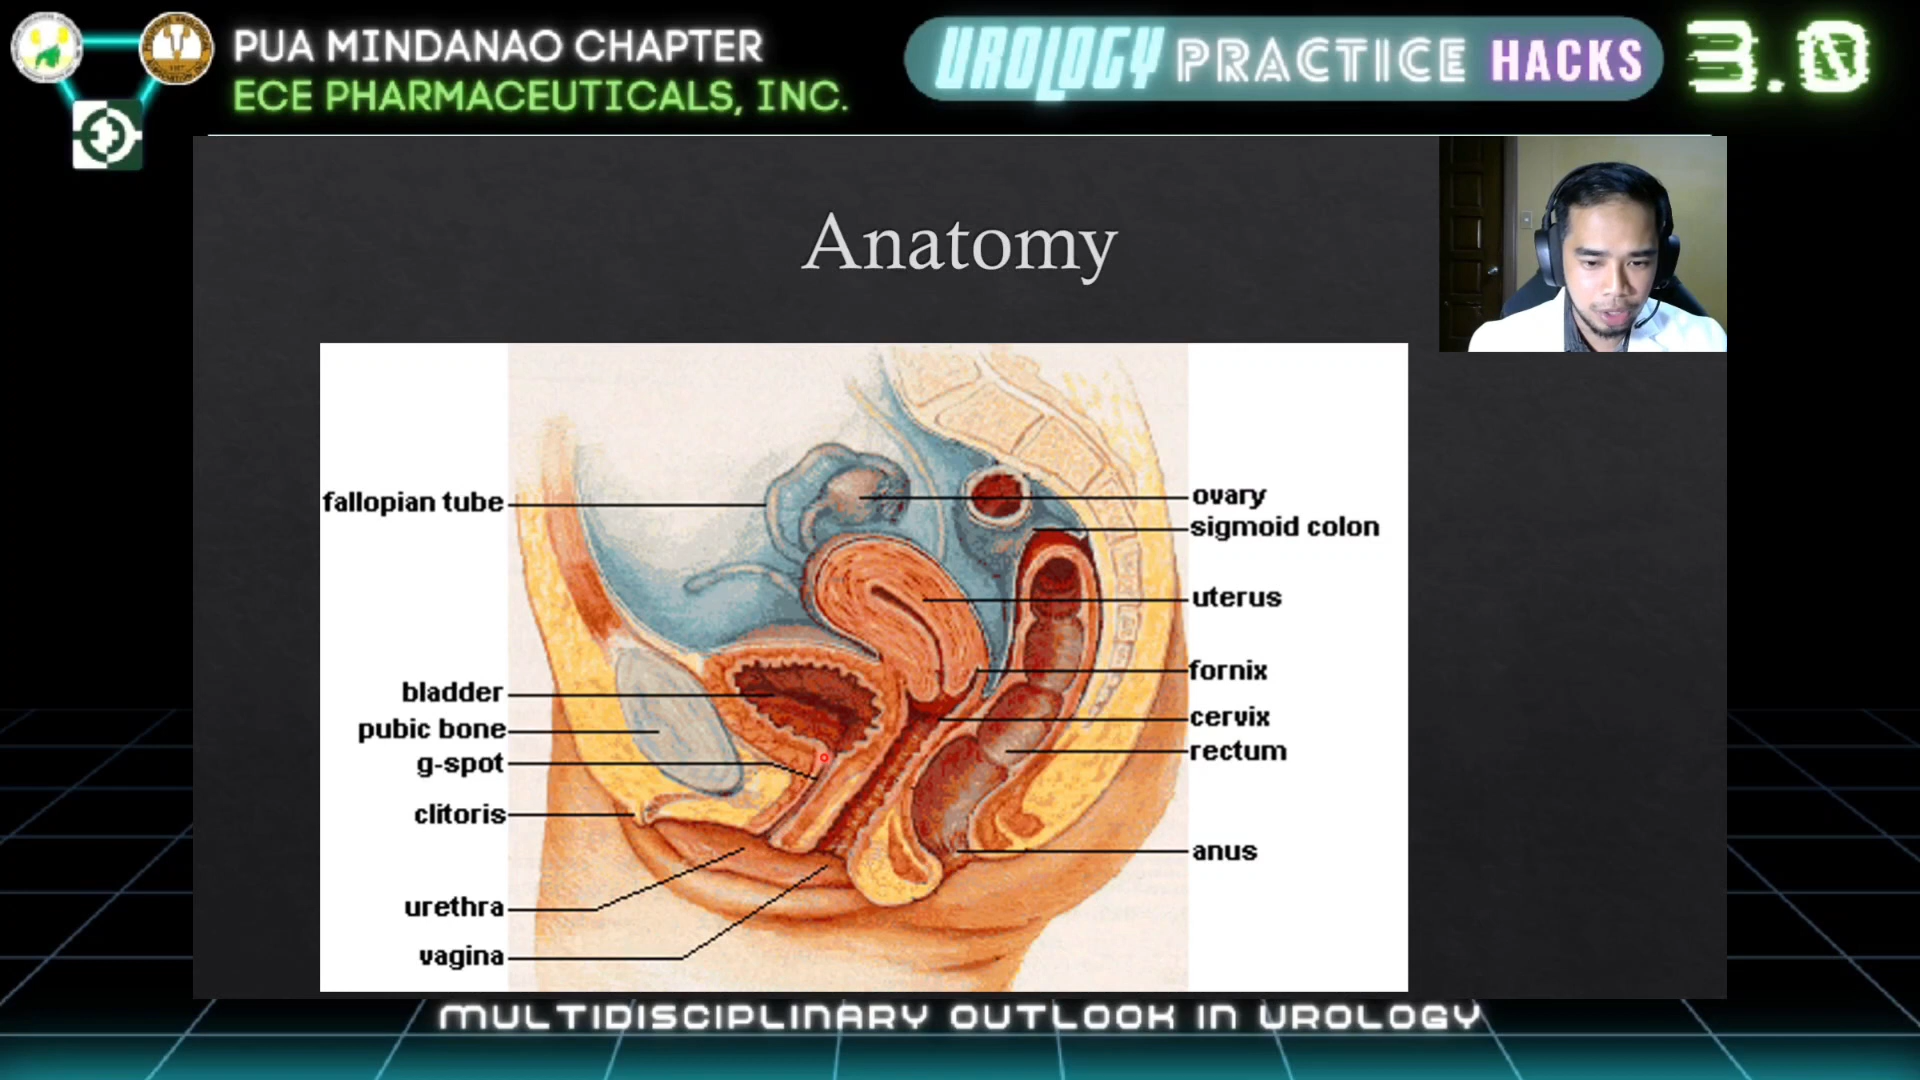 PUA MINDANAO CHAPTER
ECE PHARMACEUTICALS, INC.
UROLOGY PRACTICE HACKS 3.0
Anatomy
fallopian tube
ovary
sigmoid colon
uterus
fornix
bladder
cervix
pubic bone
rectum
g-spot
clitoris
anus
urethra
vagina
MULTIDISCIPLINARY OUTLOOK IN UROLOGY